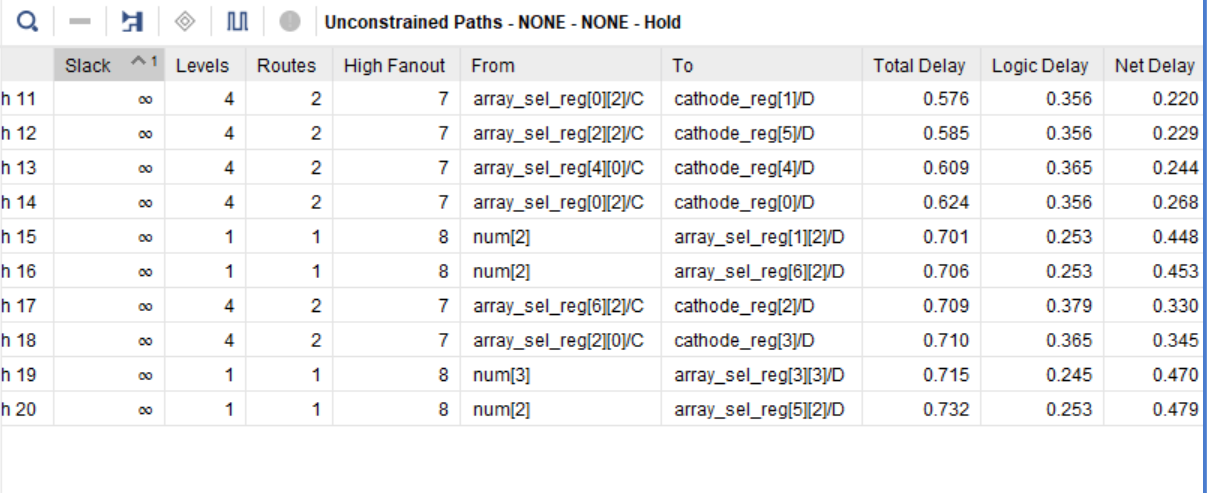 Unconstrained Paths - NONE - NONE - Hold
Slack ^ 1 Levels Routes High Fanout From To Total Delay Logic Delay Net Delay
h 11 ∞ 4 2 7 array_sel_reg[0][2]/C cathode_reg[1]/D 0.576 0.356 0.220
h 12 ∞ 4 2 7 array_sel_reg[2][2]/C cathode_reg[5]/D 0.585 0.356 0.229
h 13 ∞ 4 2 7 array_sel_reg[4][0]/C cathode_reg[4]/D 0.609 0.365 0.244
h 14 ∞ 4 2 7 array_sel_reg[0][2]/C cathode_reg[0]/D 0.624 0.356 0.268
h 15 ∞ 1 1 8 num[2] array_sel_reg[1][2]/D 0.701 0.253 0.448
h 16 ∞ 1 1 8 num[2] array_sel_reg[6][2]/D 0.706 0.253 0.453
h 17 ∞ 4 2 7 array_sel_reg[6][2]/C cathode_reg[2]/D 0.709 0.379 0.330
h 18 ∞ 4 2 7 array_sel_reg[2][0]/C cathode_reg[3]/D 0.710 0.365 0.345
h 19 ∞ 1 1 8 num[3] array_sel_reg[3][3]/D 0.715 0.245 0.470
h 20 ∞ 1 1 8 num[2] array_sel_reg[5][2]/D 0.732 0.253 0.479